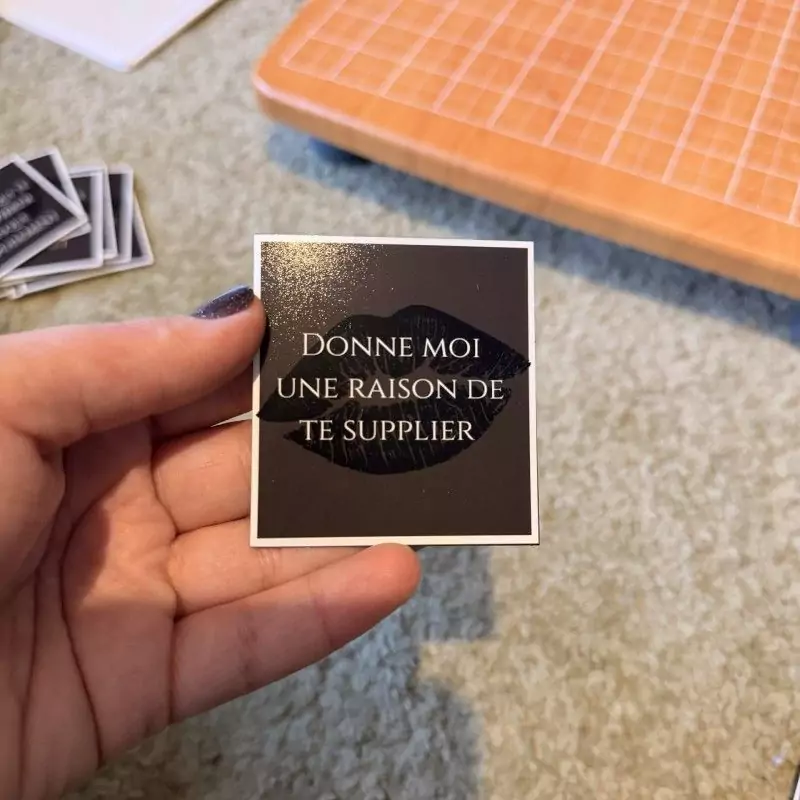 Donne moi
une raison de
te supplier